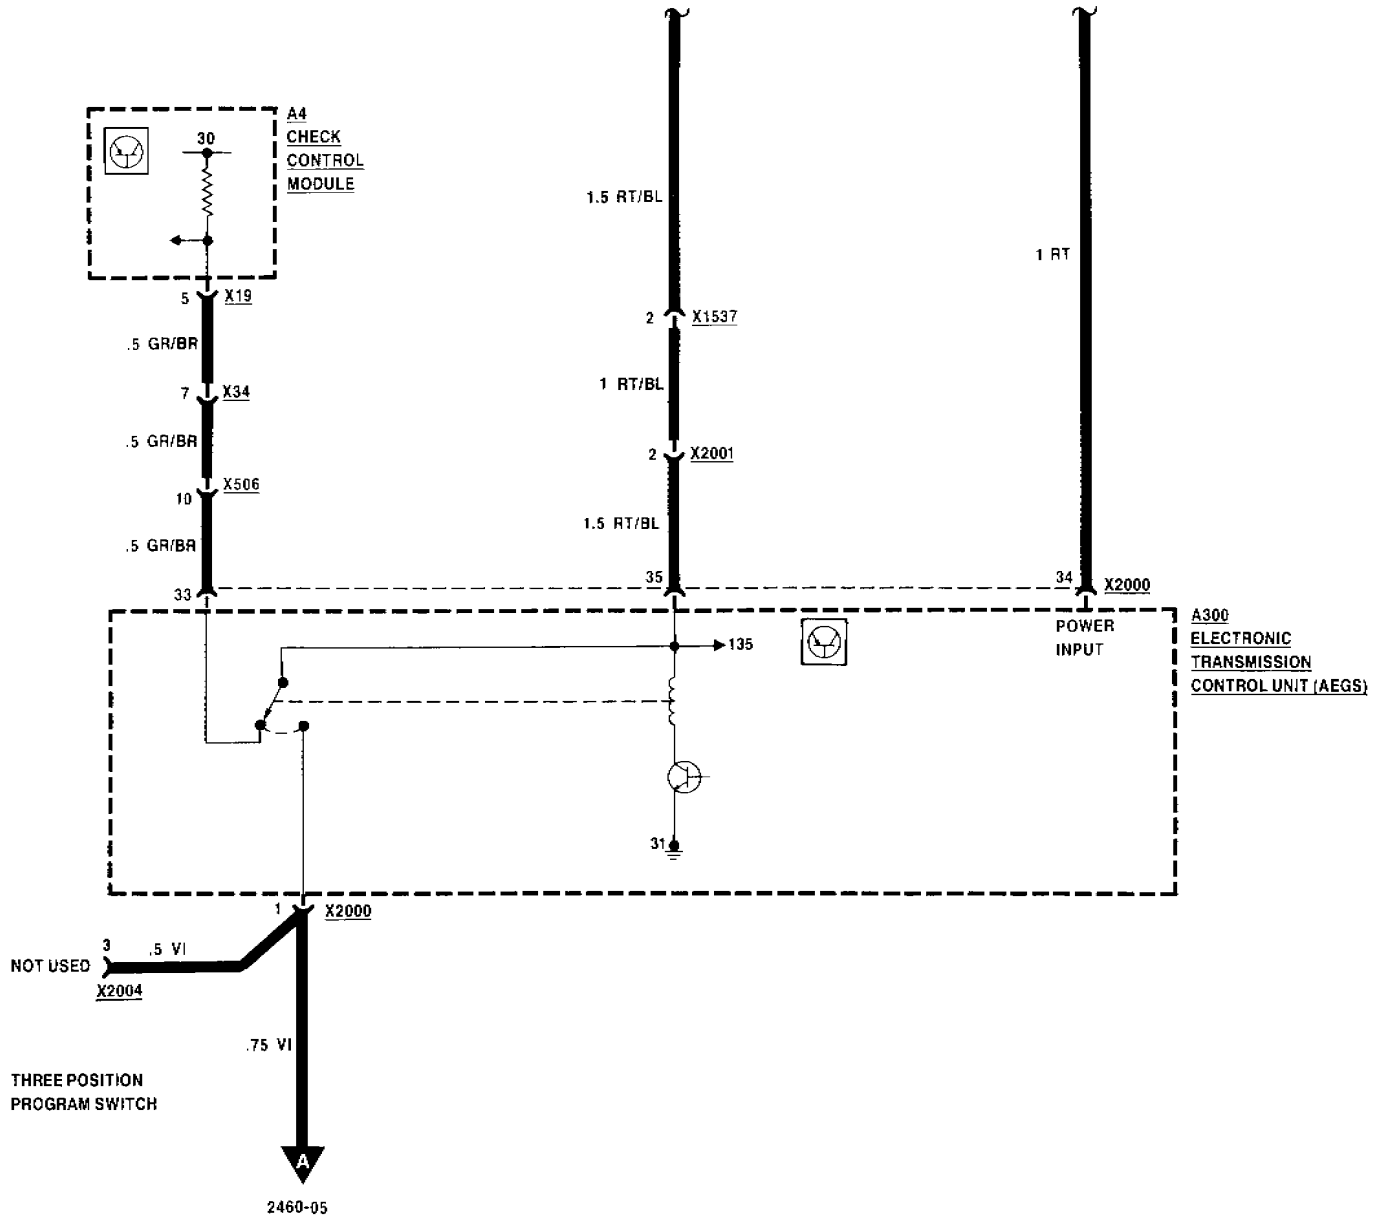 A4
CHECK
CONTROL
MODULE
30
5 X19
.5 GR/BR
7 X34
.5 GR/BR
10 X506
.5 GR/BR
33
1.5 RT/BL
2 X1537
1 RT/BL
2 X2001
1.5 RT/BL
35
1 RT
34 X2000
POWER
INPUT
A300
ELECTRONIC
TRANSMISSION
CONTROL UNIT (AEGS)
135
31
1 X2000
3
.5 VI
NOT USED
X2004
.75 VI
THREE POSITION
PROGRAM SWITCH
A
2460-05